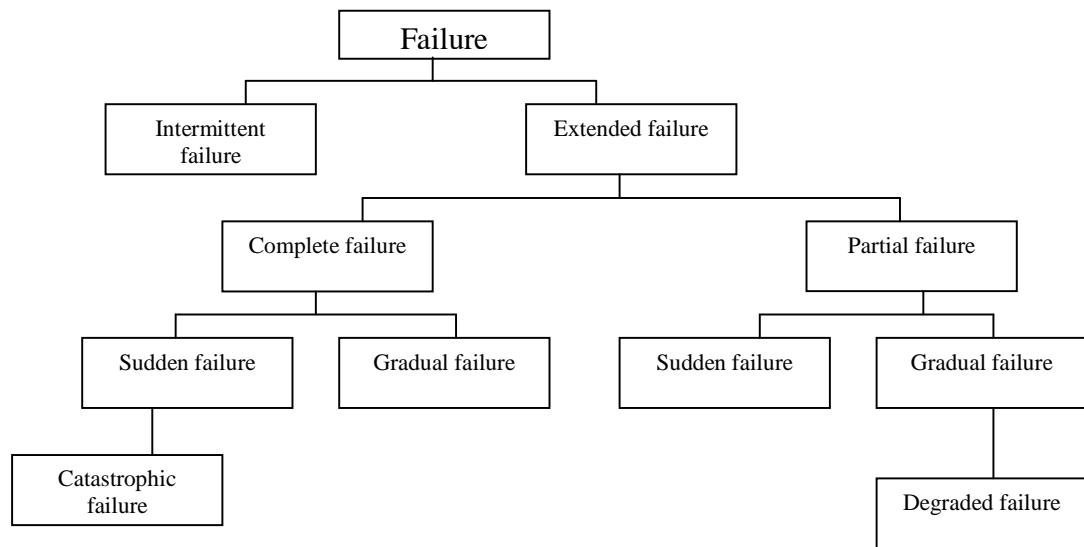 Failure
Intermittent
failure
Extended failure
Complete failure
Partial failure
Sudden failure
Gradual failure
Sudden failure
Gradual failure
Catastrophic
failure
Degraded failure